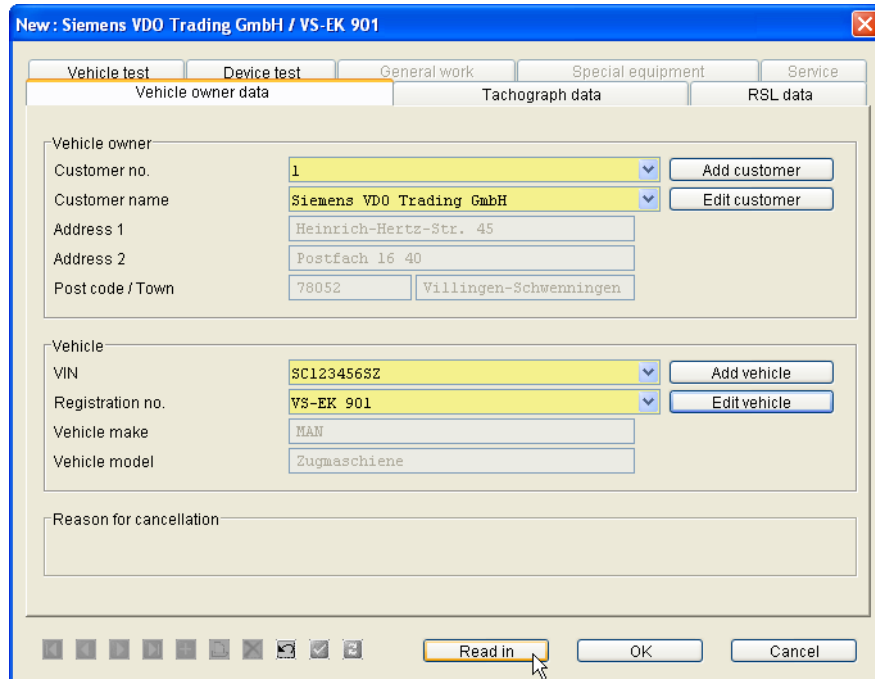 New : Siemens VDO Trading GmbH / VS-EK 901
Vehicle test Device test General work Special equipment Service
Vehicle owner data Tachograph data RSL data
Vehicle owner
Customer no. 1 Add customer
Customer name Siemens VDO Trading GmbH Edit customer
Address 1 Heinrich-Hertz-Str. 45
Address 2 Postfach 16 40
Post code / Town 78052 Villingen-Schwenningen
Vehicle
VIN SC123456SZ Add vehicle
Registration no. VS-EK 901 Edit vehicle
Vehicle make MAN
Vehicle model Zugmaschiene
Reason for cancellation
Read in OK Cancel